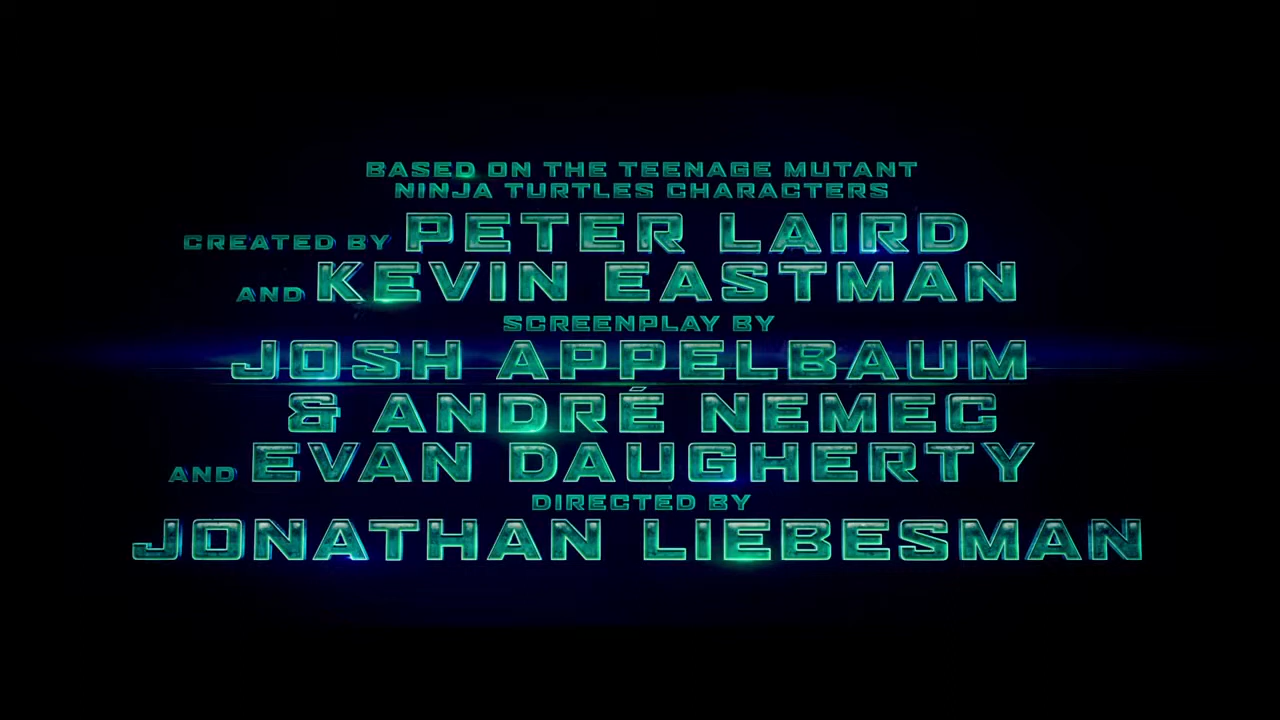 BASED ON THE TEENAGE MUTANT
NINJA TURTLES CHARACTERS
CREATED BY PETER LAIRD
AND KEVIN EASTMAN
SCREENPLAY BY
JOSH APPELBAUM
& ANDRÉ NEMEC
AND EVAN DAUGHERTY
DIRECTED BY
JONATHAN LIEBESMAN